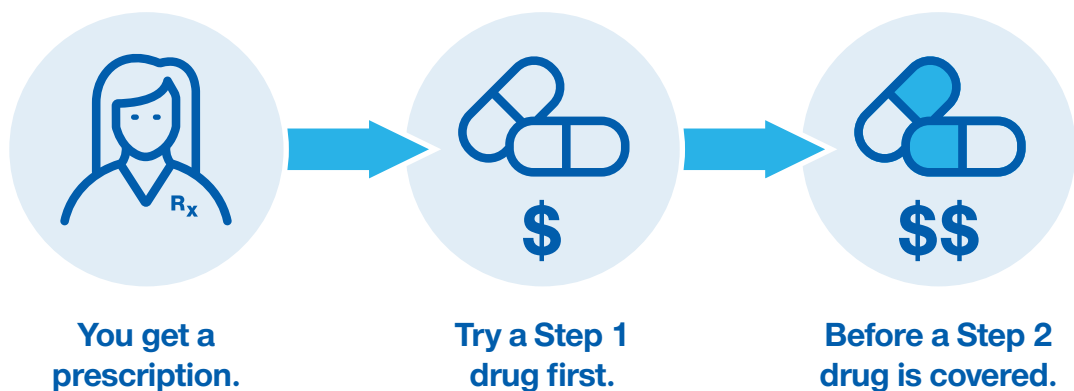 Rx
$
$$
You get a
prescription.
Try a Step 1
drug first.
Before a Step 2
drug is covered.